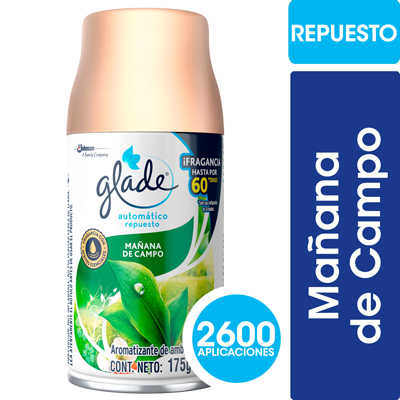 REPUESTO
Mañana
de Campo
Johnson
A Family Company
glade
automático
repuesto
MAÑANA
DE CAMPO
¡FRAGANCIA
HASTA POR
60 *DÍAS!
2600
APLICACIONES
Aromatizante de amb
CONT. NETO: 175g